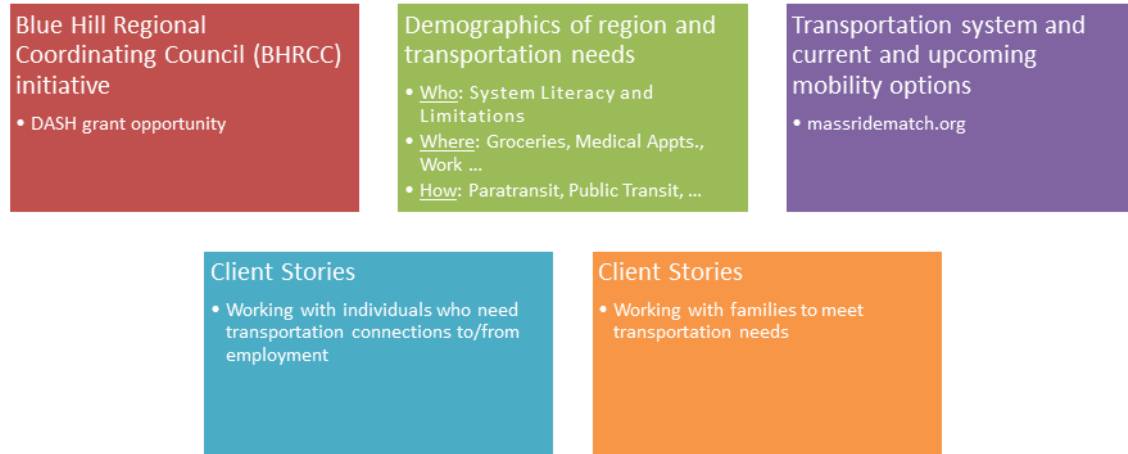 Blue Hill Regional
Coordinating Council (BHRCC)
initiative
• DASH grant opportunity
Demographics of region and
transportation needs
• Who: System Literacy and
Limitations
• Where: Groceries, Medical Appts.,
Work ...
• How: Paratransit, Public Transit, ...
Transportation system and
current and upcoming
mobility options
• massridematch.org
Client Stories
• Working with individuals who need
transportation connections to/from
employment
Client Stories
• Working with families to meet
transportation needs